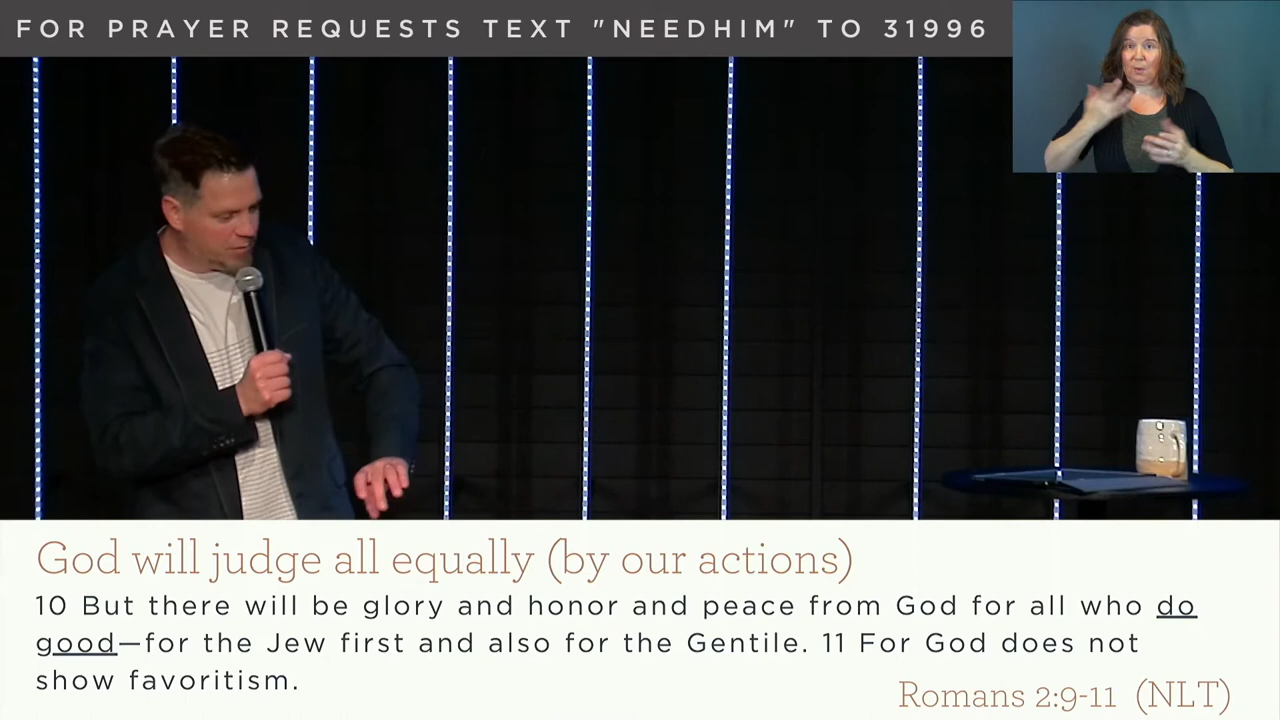 FOR PRAYER REQUESTS TEXT "NEEDHIM" TO 31996
God will judge all equally (by our actions)
10 But there will be glory and honor and peace from God for all who do
good—for the Jew first and also for the Gentile. 11 For God does not
show favoritism.
Romans 2:9-11 (NLT)